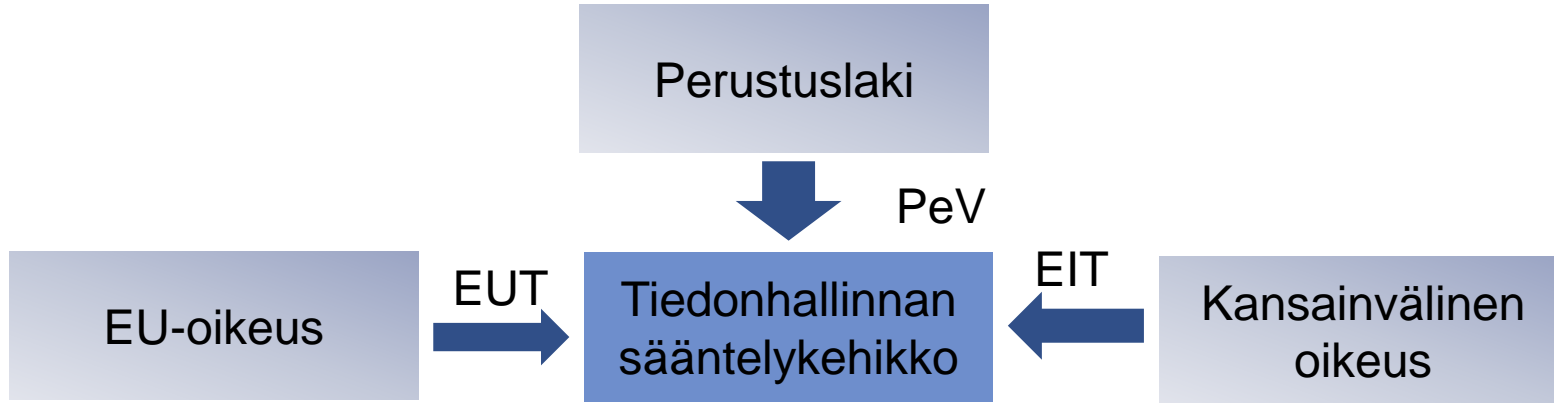 Perustuslaki
PeV
EU-oikeus
EUT
Tiedonhallinnan
sääntelykehikko
EIT
Kansainvälinen
oikeus